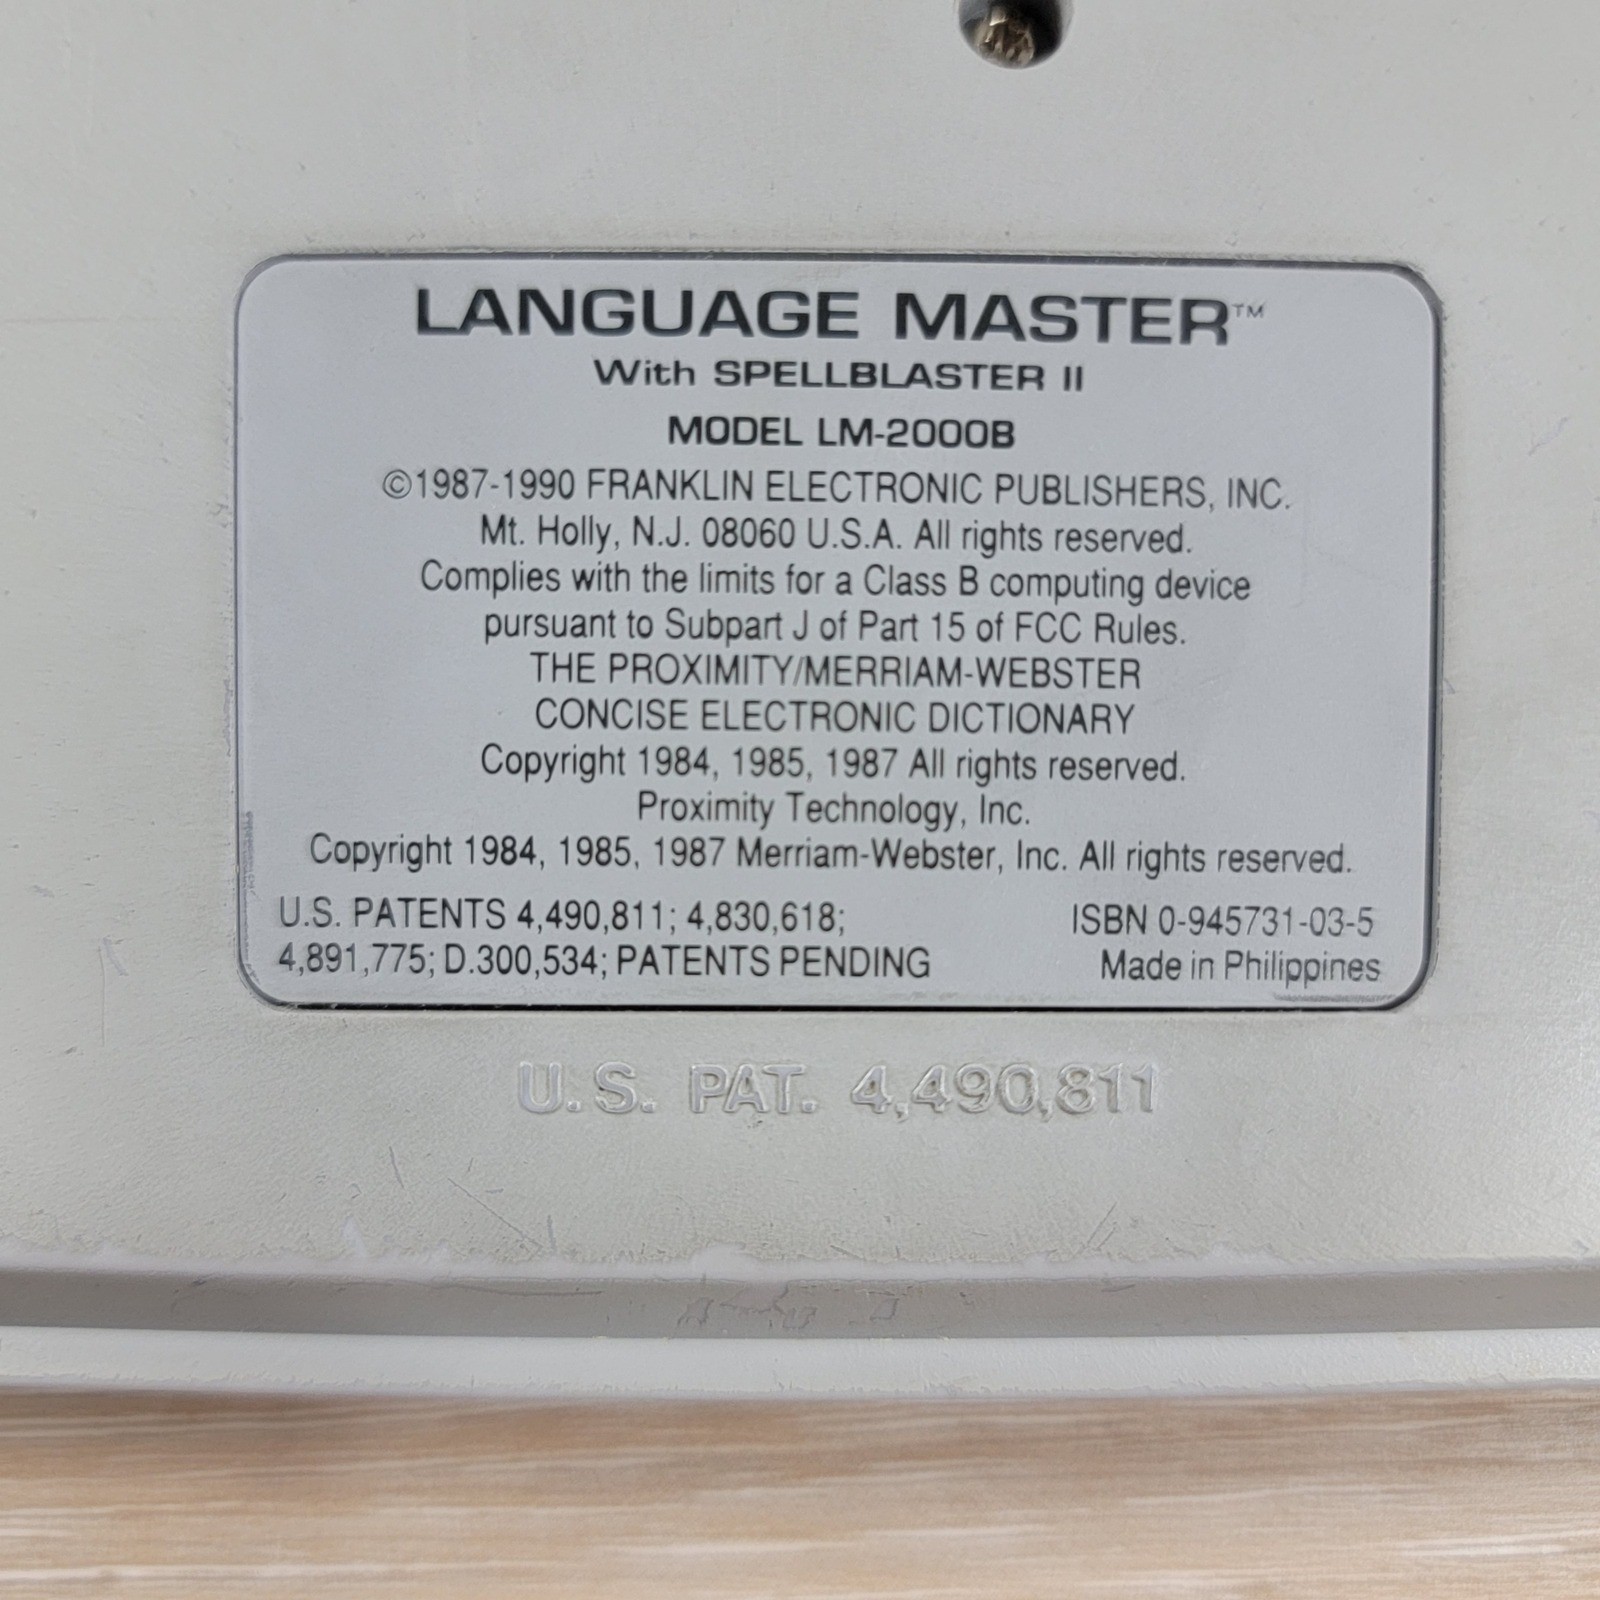 LANGUAGE MASTER™
With SPELLBLASTER II
MODEL LM-2000B
©1987-1990 FRANKLIN ELECTRONIC PUBLISHERS, INC.
Mt. Holly, N.J. 08060 U.S.A. All rights reserved.
Complies with the limits for a Class B computing device
pursuant to Subpart J of Part 15 of FCC Rules.
THE PROXIMITY/MERRIAM-WEBSTER
CONCISE ELECTRONIC DICTIONARY
Copyright 1984, 1985, 1987 All rights reserved.
Proximity Technology, Inc.
Copyright 1984, 1985, 1987 Merriam-Webster, Inc. All rights reserved.
U.S. PATENTS 4,490,811; 4,830,618;
4,891,775; D.300,534; PATENTS PENDING
ISBN 0-945731-03-5
Made in Philippines
U.S. PAT. 4,490,811